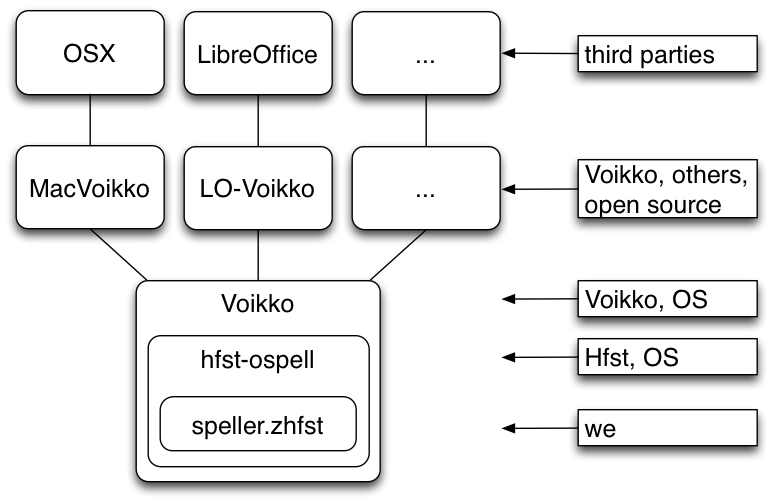 OSX
LibreOffice
...
third parties
MacVoikko
LO-Voikko
...
Voikko, others,
open source
Voikko
Voikko, OS
hfst-ospell
Hfst, OS
speller.zhfst
we